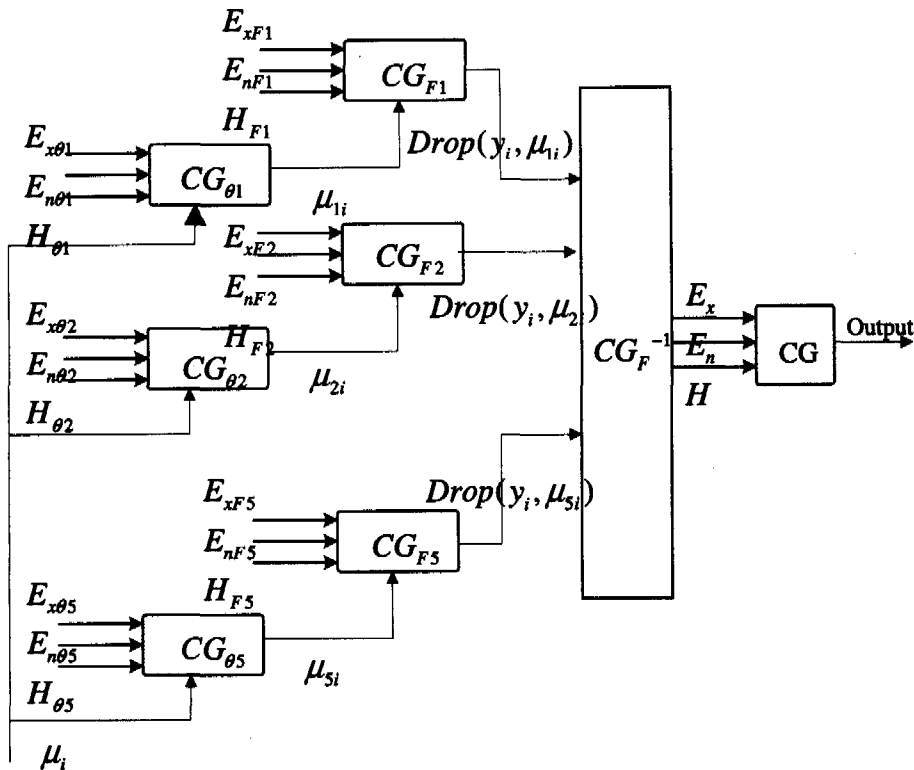 E_{xF1}
E_{nF1}
CG_{F1}
H_{F1}
E_{xθ1}
E_{nθ1}
CG_{θ1}
H_{θ1}
Drop(y_i, μ_{1i})
μ_{1i}
E_{xF2}
E_{nF2}
CG_{F2}
H_{F2}
E_{xθ2}
E_{nθ2}
CG_{θ2}
H_{θ2}
Drop(y_i, μ_2)
μ_{2i}
CG_F^{-1}
E_x
E_n
H
CG
Output
E_{xF5}
E_{nF5}
CG_{F5}
H_{F5}
Drop(y_i, μ_{5i})
E_{xθ5}
E_{nθ5}
CG_{θ5}
H_{θ5}
μ_{5i}
μ_i